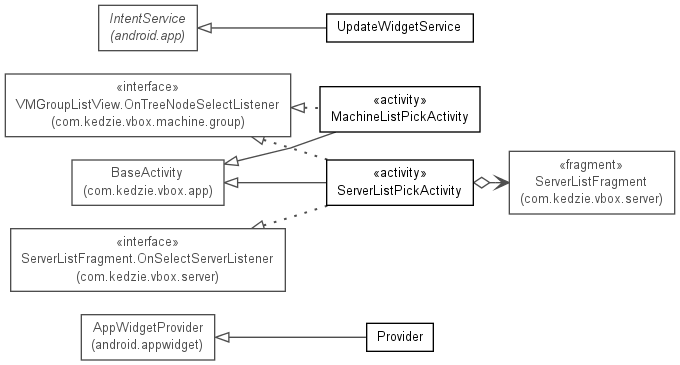 IntentService
(android.app)
UpdateWidgetService
«interface»
VMGroupListView.OnTreeNodeSelectListener
(com.kedzie.vbox.machine.group)
«activity»
MachineListPickActivity
BaseActivity
(com.kedzie.vbox.app)
«activity»
ServerListPickActivity
«fragment»
ServerListFragment
(com.kedzie.vbox.server)
«interface»
ServerListFragment.OnSelectServerListener
(com.kedzie.vbox.server)
AppWidgetProvider
(android.appwidget)
Provider